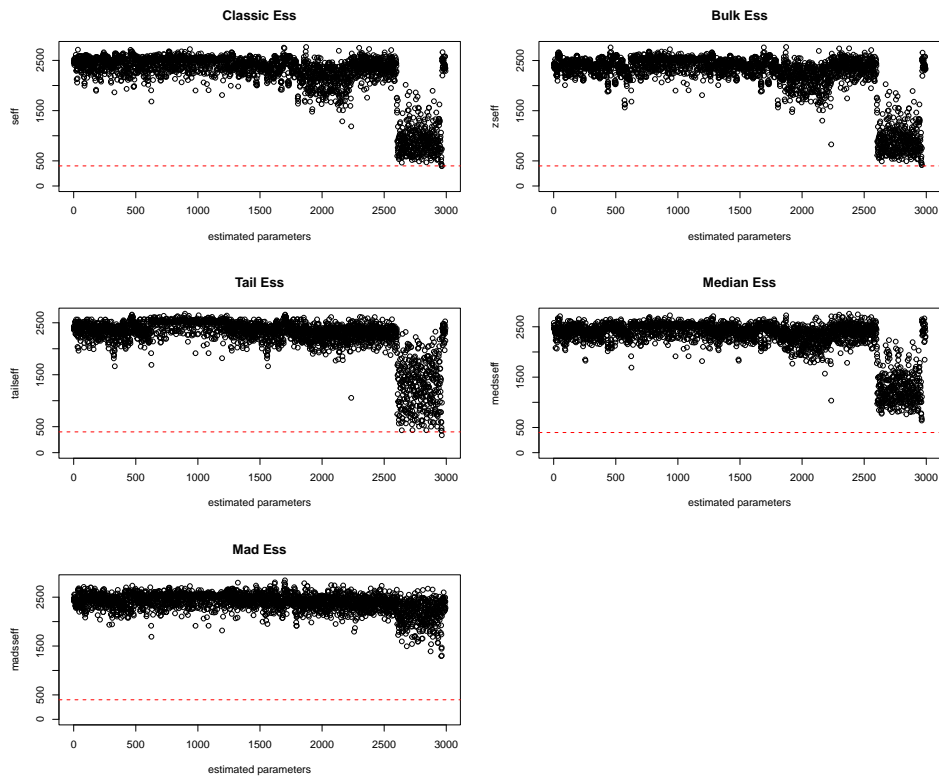 Classic Ess
seff
0 500 1500 2500
0 500 1000 1500 2000 2500 3000
estimated parameters
Bulk Ess
zseff
0 500 1500 2500
0 500 1000 1500 2000 2500 3000
estimated parameters
Tail Ess
tailseff
0 500 1500 2500
0 500 1000 1500 2000 2500 3000
estimated parameters
Median Ess
medsseff
0 500 1500 2500
0 500 1000 1500 2000 2500 3000
estimated parameters
Mad Ess
madsseff
0 500 1500 2500
0 500 1000 1500 2000 2500 3000
estimated parameters